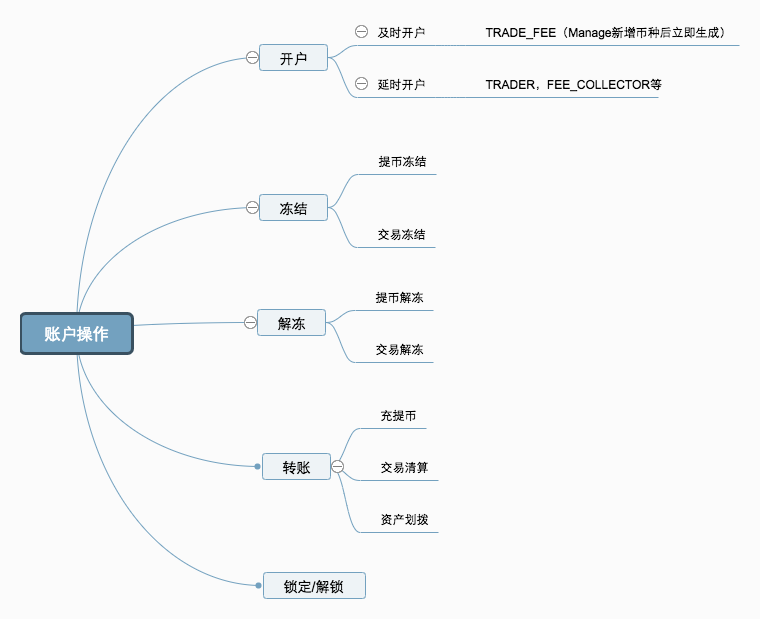 及时开户 TRADE_FEE（Manage新增币种后立即生成）
开户
延时开户 TRADER，FEE_COLLECTOR等
提币冻结
冻结
交易冻结
提币解冻
解冻
账户操作
交易解冻
充提币
转账
交易清算
资产划拨
锁定/解锁